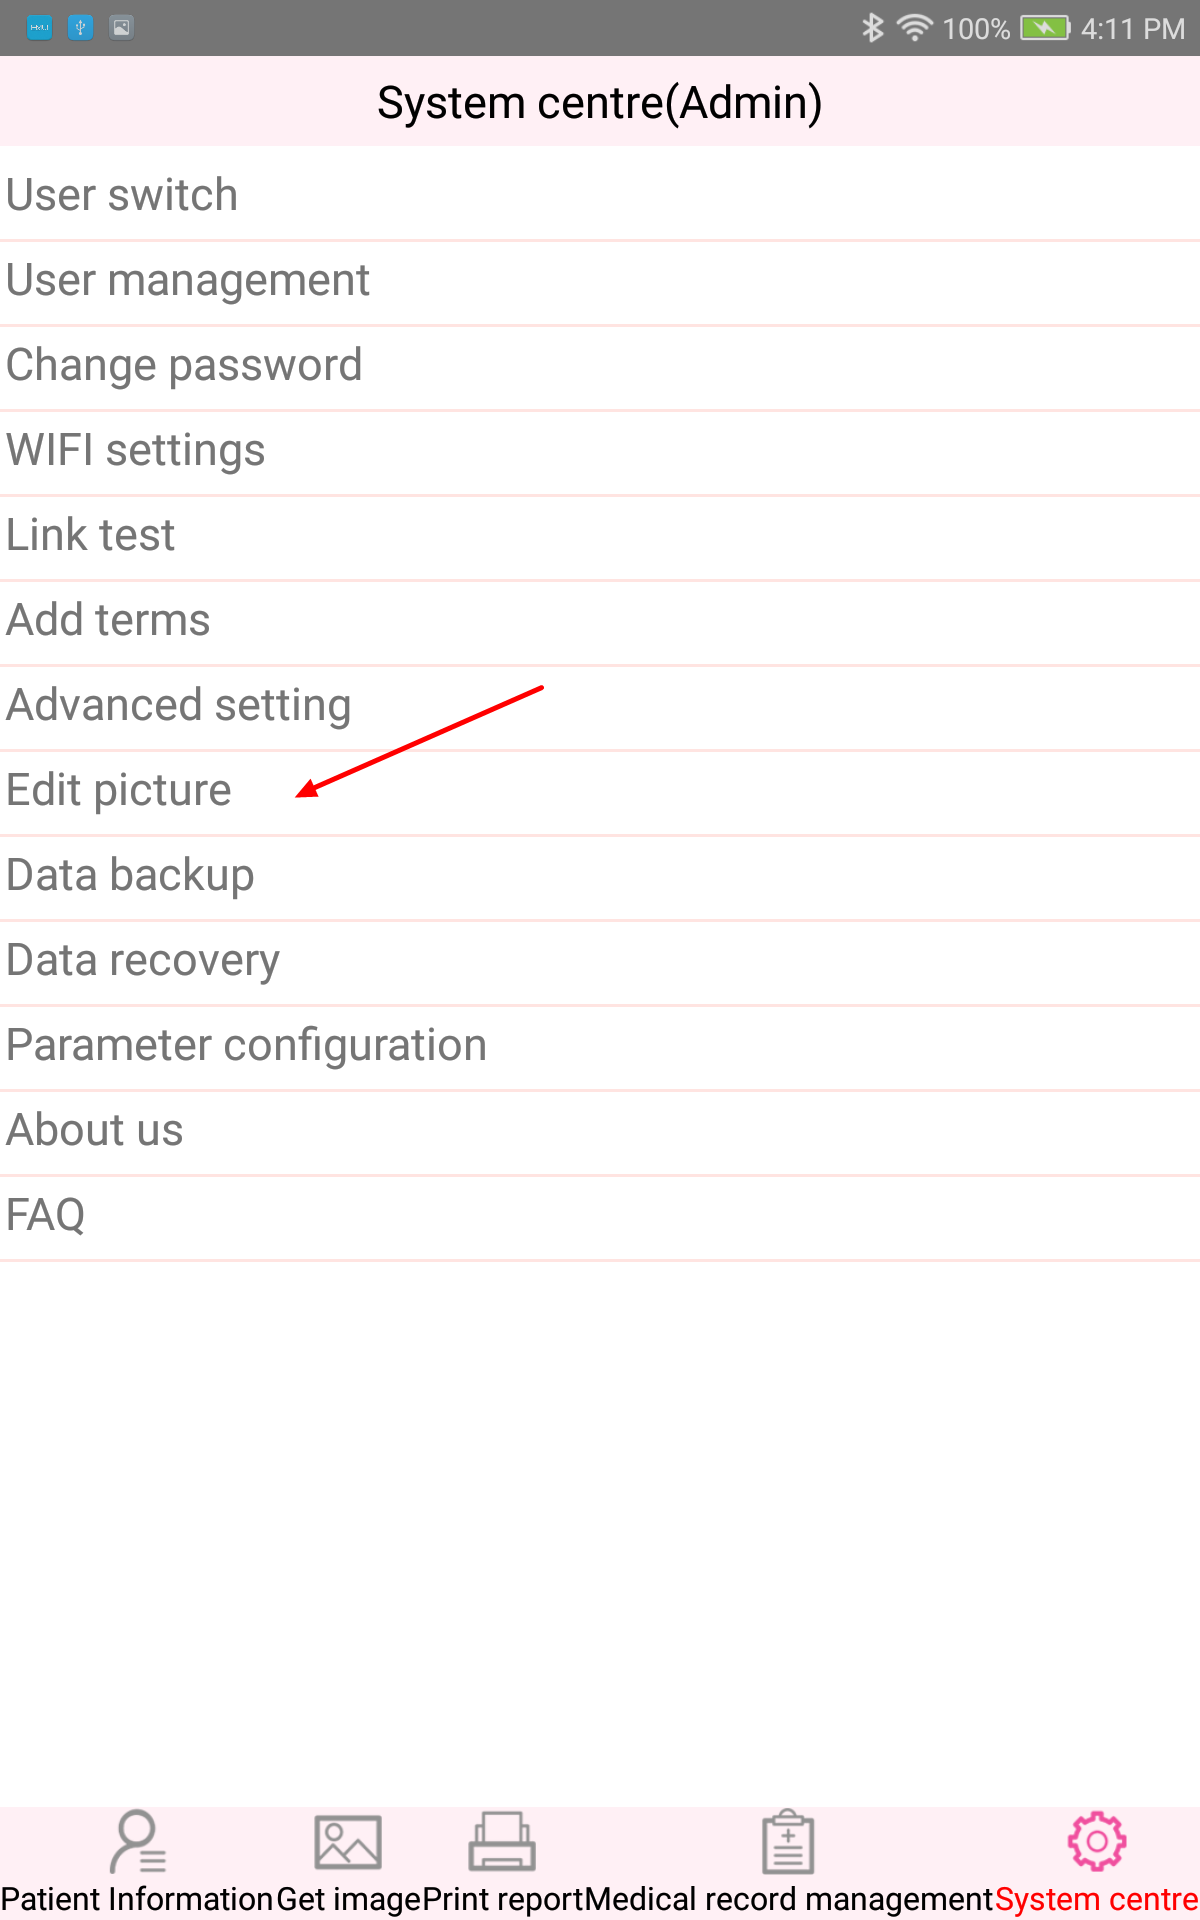 100% 4:11 PM
System centre(Admin)
User switch
User management
Change password
WIFI settings
Link test
Add terms
Advanced setting
Edit picture
Data backup
Data recovery
Parameter configuration
About us
FAQ
Patient Information Get image Print report Medical record management System centre